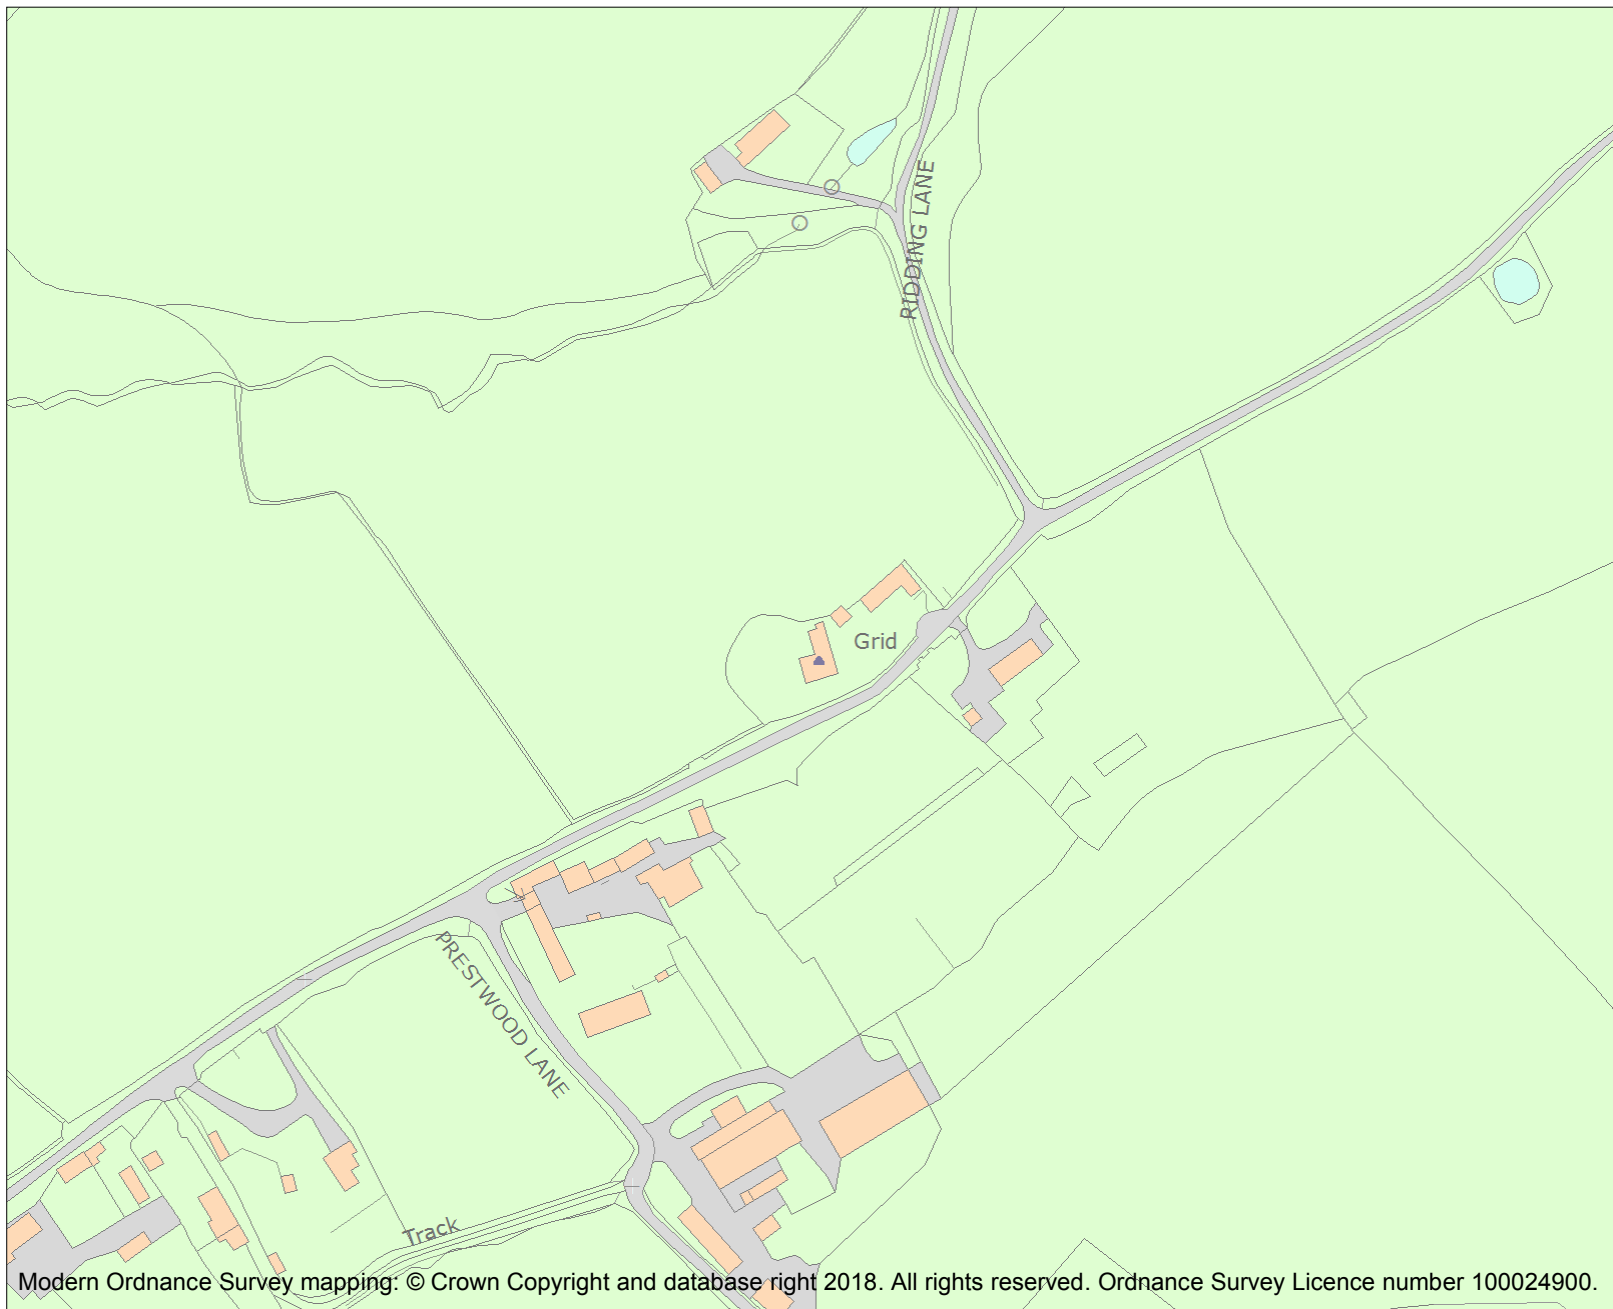 RIDDING LANE
Grid
PRESTWOOD LANE
Track
Modern Ordnance Survey mapping: © Crown Copyright and database right 2018. All rights reserved. Ordnance Survey Licence number 100024900.